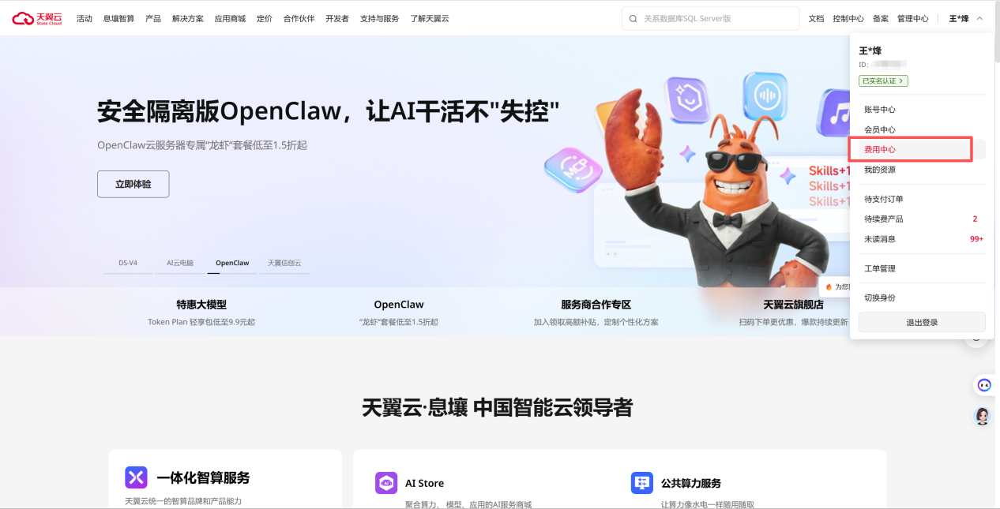 天翼云
State Cloud
活动 息壤智算 产品 解决方案 应用商城 定价 合作伙伴 开发者 支持与服务 了解天翼云
关系数据库SQL Server版
文档 控制中心 备案 管理中心 王*烽
王*烽
ID:
已实名认证
账号中心
会员中心
费用中心
我的资源
待支付订单
待续费产品 2
未读消息 99+
工单管理
切换身份
退出登录
安全隔离版OpenClaw，让AI干活不"失控"
OpenClaw云服务器专属"龙虾"套餐低至1.5折起
立即体验
MCP
Skills+1
Skills+1
Skills+1
DS-V4 AI云电脑 OpenClaw 天翼信创云
为您
特惠大模型
Token Plan 轻享包低至9.9元起
OpenClaw
"龙虾"套餐低至1.5折起
服务商合作专区
加入领取高额补贴，定制个性化方案
天翼云旗舰店
扫码下单更优惠，爆款持续更新
天翼云·息壤 中国智能云领导者
一体化智算服务
天翼云统一的智算品牌和产品能力
AI
AI Store
聚合算力、模型、应用的AI服务商城
公共算力服务
让算力像水电一样随用随取